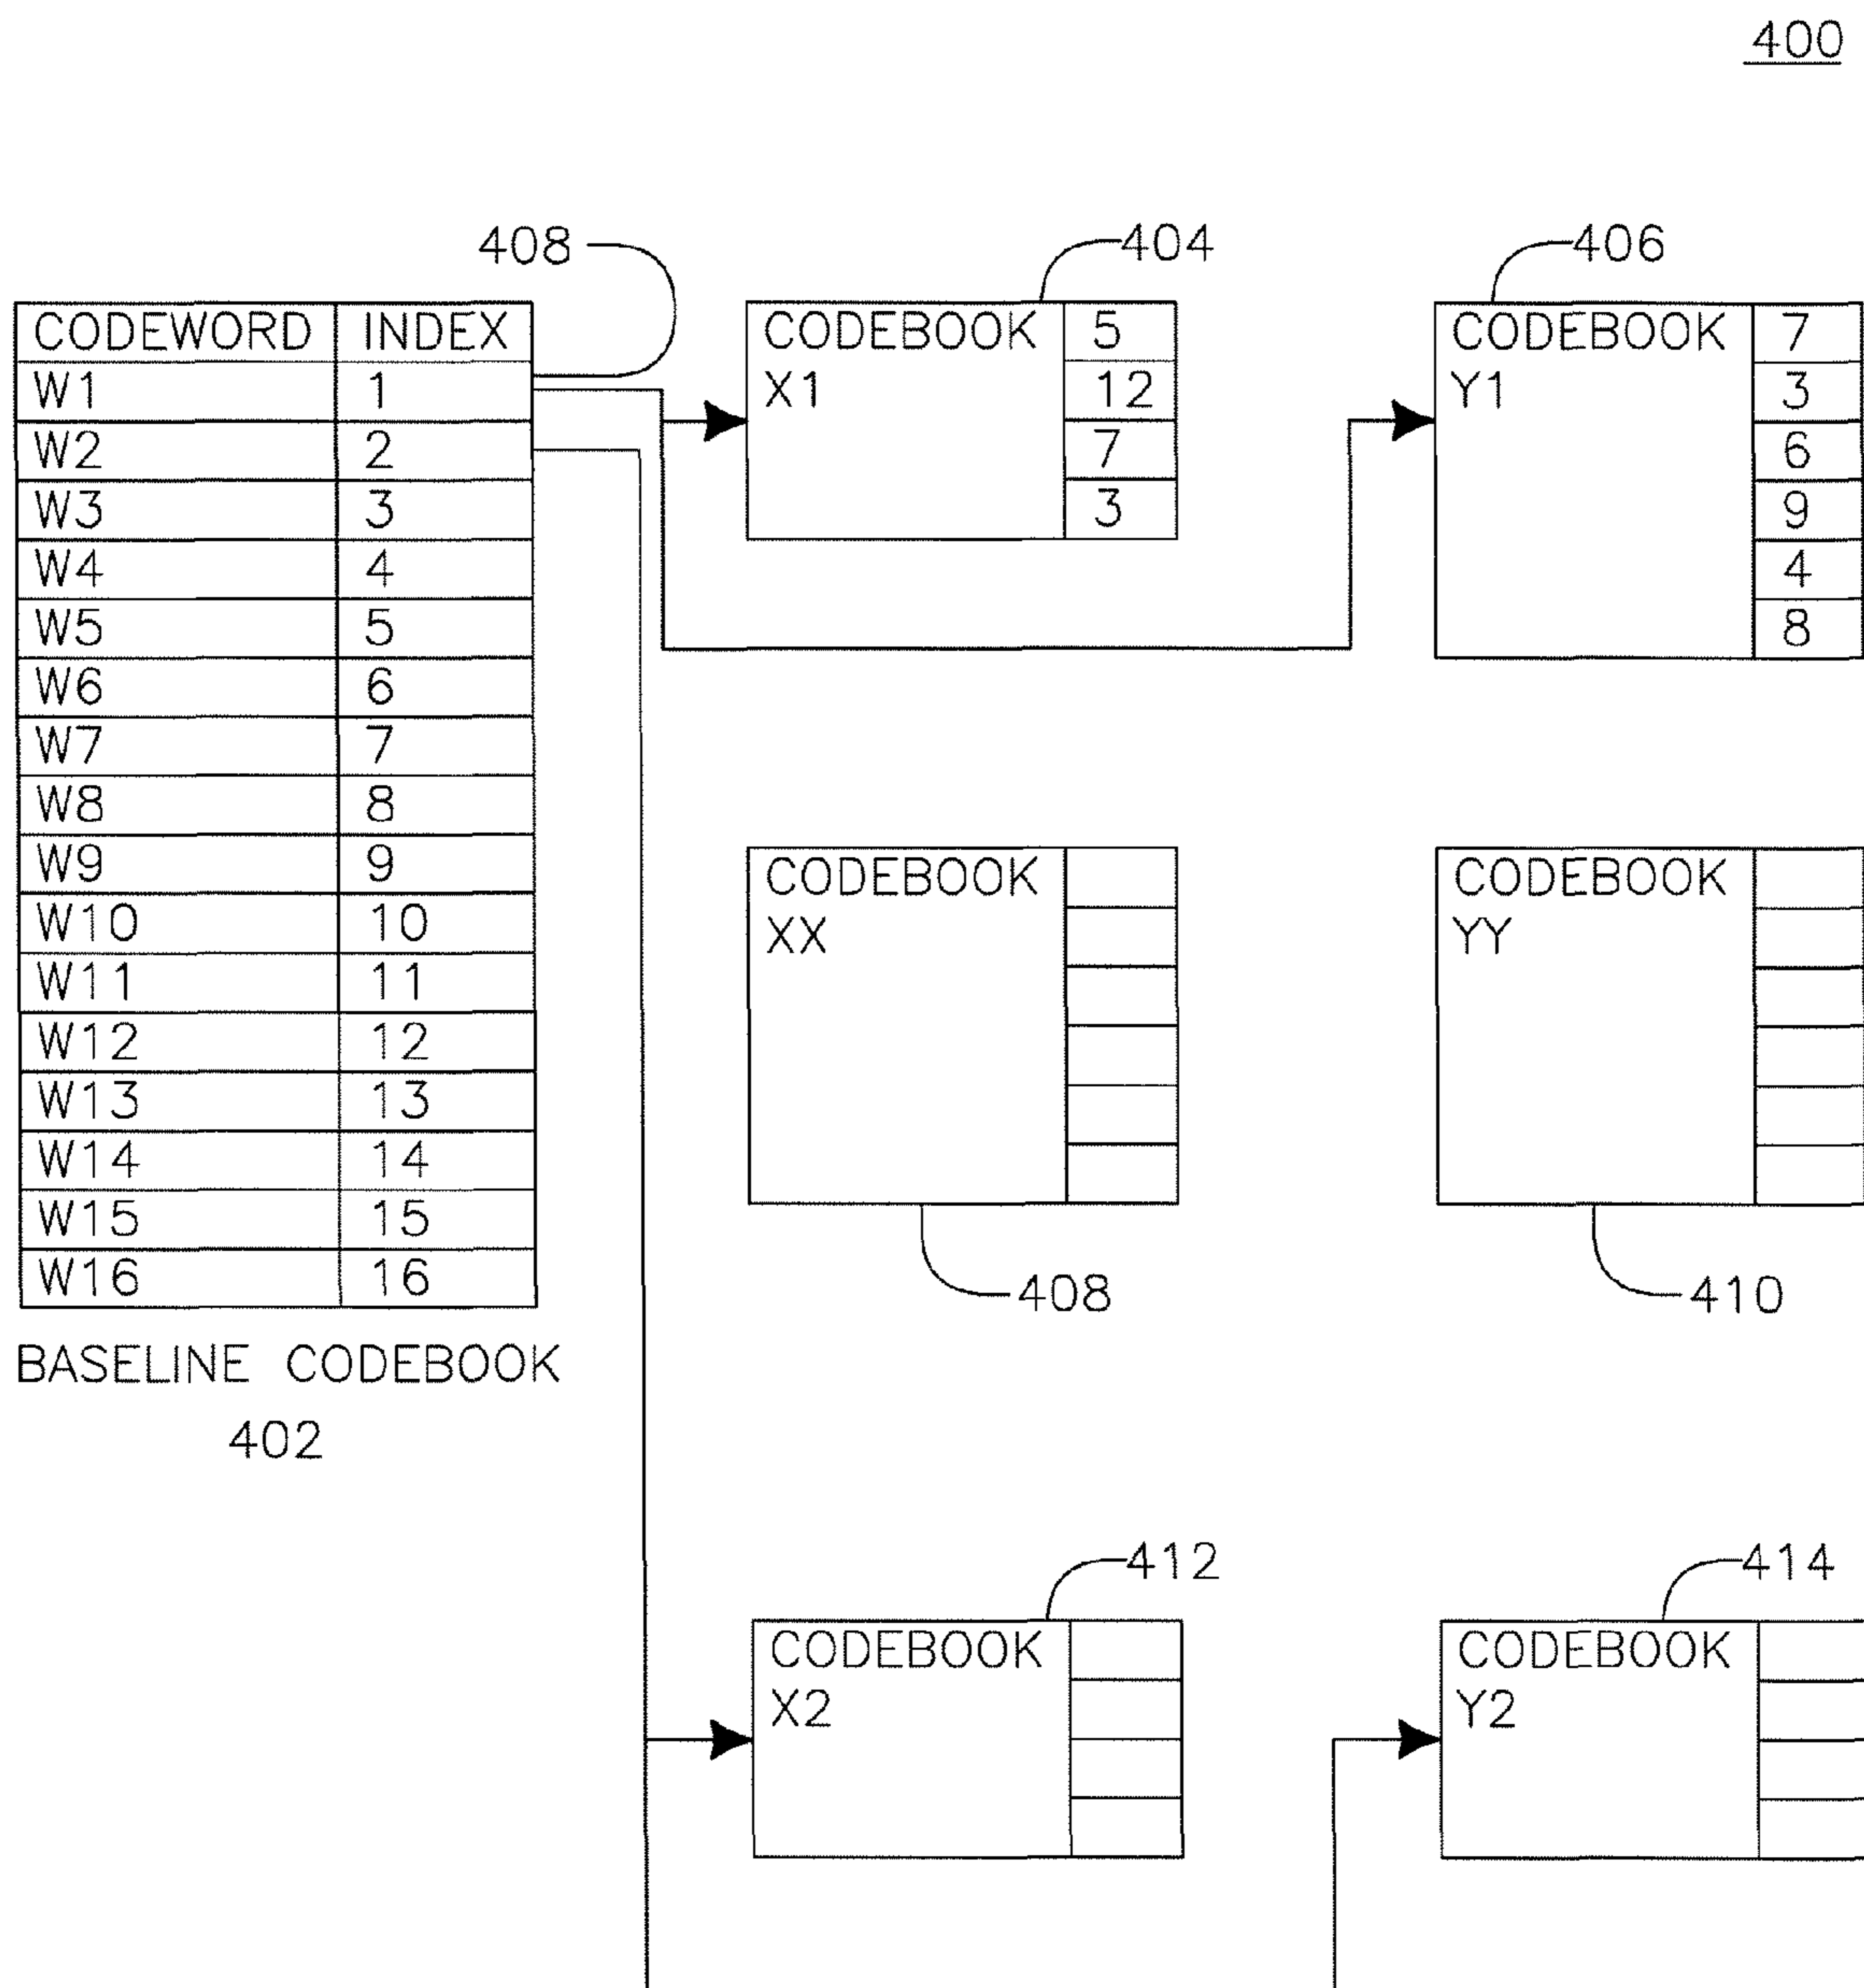 400
408
404
406
CODEWORD INDEX
W1 1
W2 2
W3 3
W4 4
W5 5
W6 6
W7 7
W8 8
W9 9
W10 10
W11 11
W12 12
W13 13
W14 14
W15 15
W16 16
BASELINE CODEBOOK
402
CODEBOOK 5
X1 12
7
3
CODEBOOK 7
Y1 3
6
9
4
8
CODEBOOK
XX
408
CODEBOOK
YY
410
412
CODEBOOK
X2
414
CODEBOOK
Y2